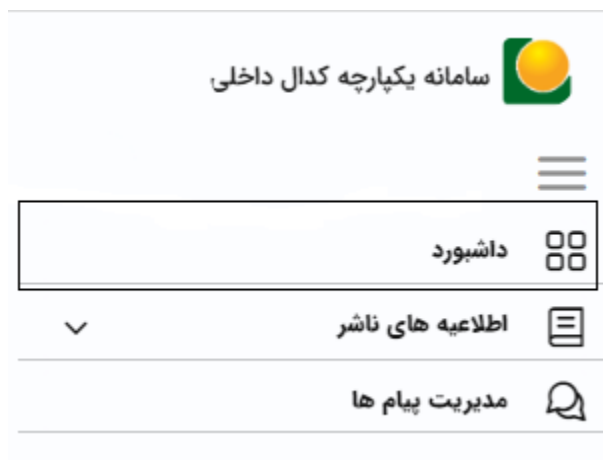 سامانه یکپارچه کدال داخلی
داشبورد
اطلاعیه های ناشر
مدیریت پیام ها